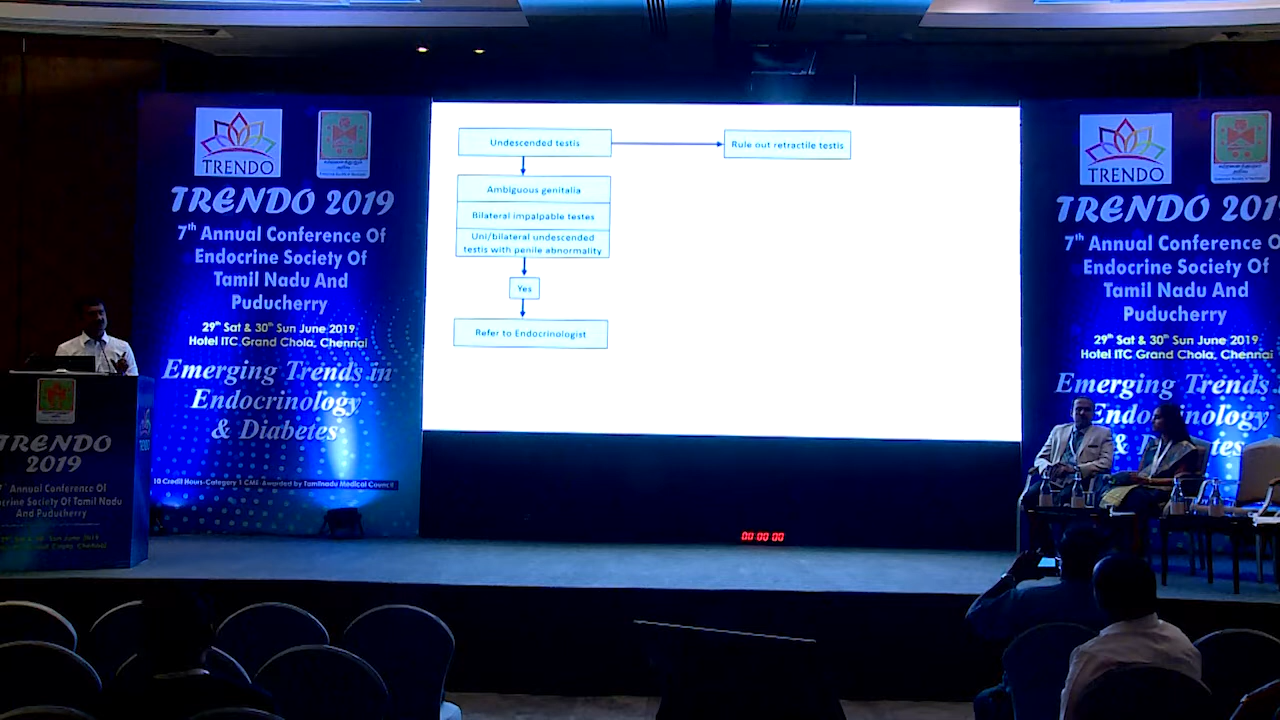 TRENDO
TRENDO 2019
7th Annual Conference Of
Endocrine Society Of
Tamil Nadu And
Puducherry
29th Sat & 30th Sun June 2019
Hotel ITC Grand Chola, Chennai
Emerging Trends in
Endocrinology
& Diabetes
10 Credit Hours-Category 1 CME Awarded by Tamilnadu Medical Council
Undescended testis
Rule out retractile testis
Ambiguous genitalia
Bilateral impalpable testes
Uni/bilateral undescended
testis with penile abnormality
Yes
Refer to Endocrinologist
00 00 00
TRENDO
TRENDO 201
7th Annual Conference O
Endocrine Society Of
Tamil Nadu And
Puducherry
29th Sat & 30th Sun June 2019
Hotel ITC Grand Chola, Chennai
Emerging Trends
Endocrinology
&
TRENDO
2019
7th Annual Conference Of
ocrine Society Of Tamil Nadu
And Puducherry
TRENDO